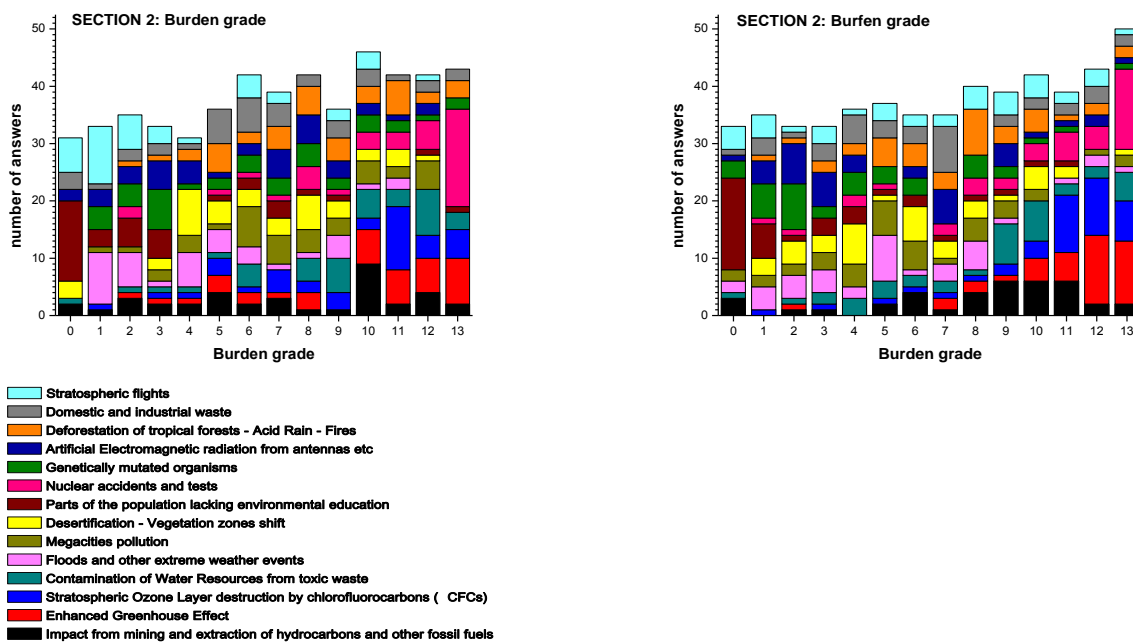 SECTION 2: Burden grade
number of answers
50
40
30
20
10
0
0 1 2 3 4 5 6 7 8 9 10 11 12 13
Burden grade
SECTION 2: Burfen grade
number of answers
50
40
30
20
10
0
0 1 2 3 4 5 6 7 8 9 10 11 12 13
Burden grade
Stratospheric flights
Domestic and industrial waste
Deforestation of tropical forests - Acid Rain - Fires
Artificial Electromagnetic radiation from antennas etc
Genetically mutated organisms
Nuclear accidents and tests
Parts of the population lacking environmental education
Desertification - Vegetation zones shift
Megacities pollution
Floods and other extreme weather events
Contamination of Water Resources from toxic waste
Stratospheric Ozone Layer destruction by chlorofluorocarbons ( CFCs)
Enhanced Greenhouse Effect
Impact from mining and extraction of hydrocarbons and other fossil fuels